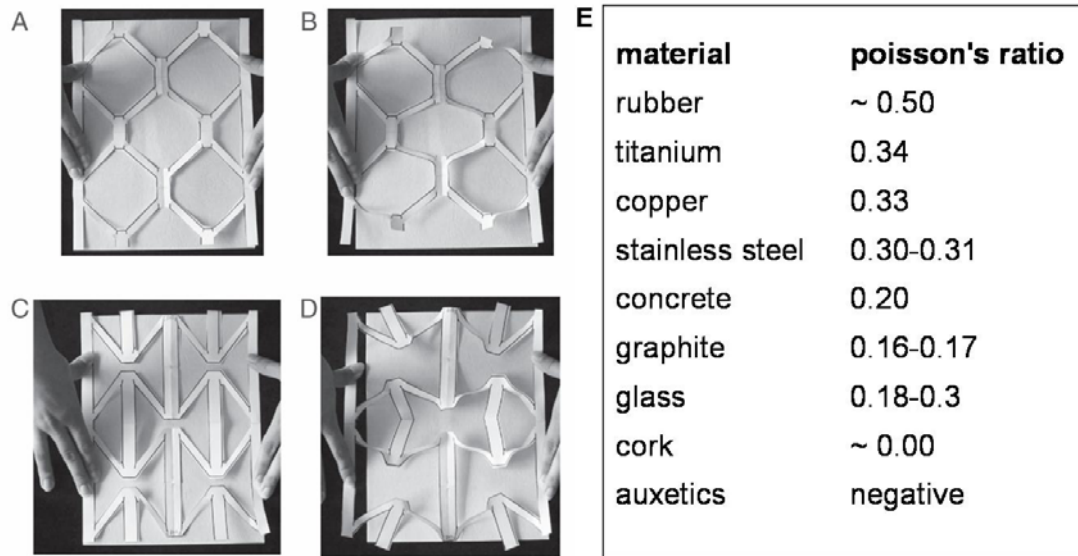 A
B
C
D
E
material poisson's ratio
rubber ~ 0.50
titanium 0.34
copper 0.33
stainless steel 0.30-0.31
concrete 0.20
graphite 0.16-0.17
glass 0.18-0.3
cork ~ 0.00
auxetics negative